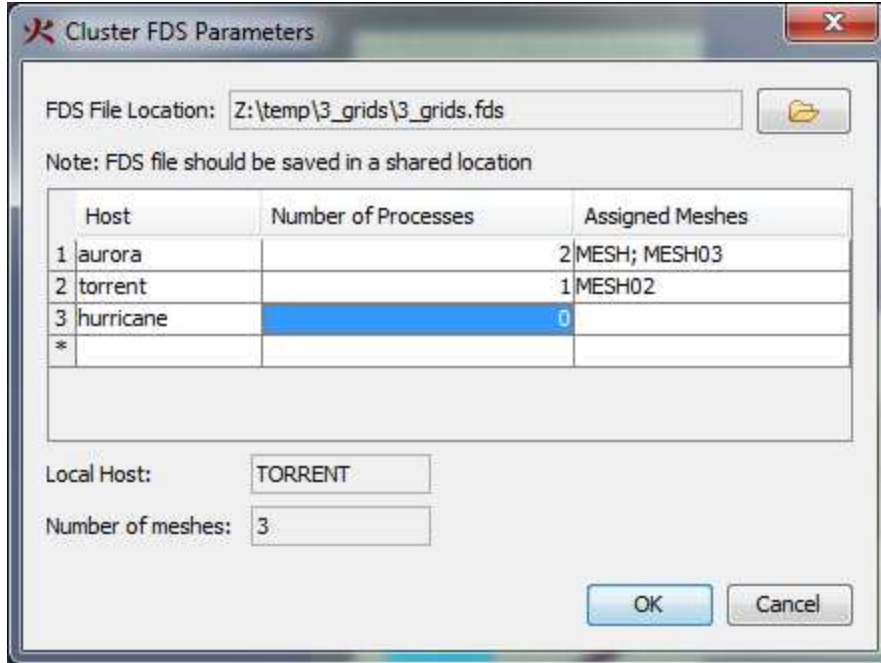 Cluster FDS Parameters
FDS File Location: Z:\temp\3_grids\3_grids.fds
Note: FDS file should be saved in a shared location
Host Number of Processes Assigned Meshes
1 aurora 2 MESH; MESH03
2 torrent 1 MESH02
3 hurricane 0
*
Local Host: TORRENT
Number of meshes: 3
OK Cancel